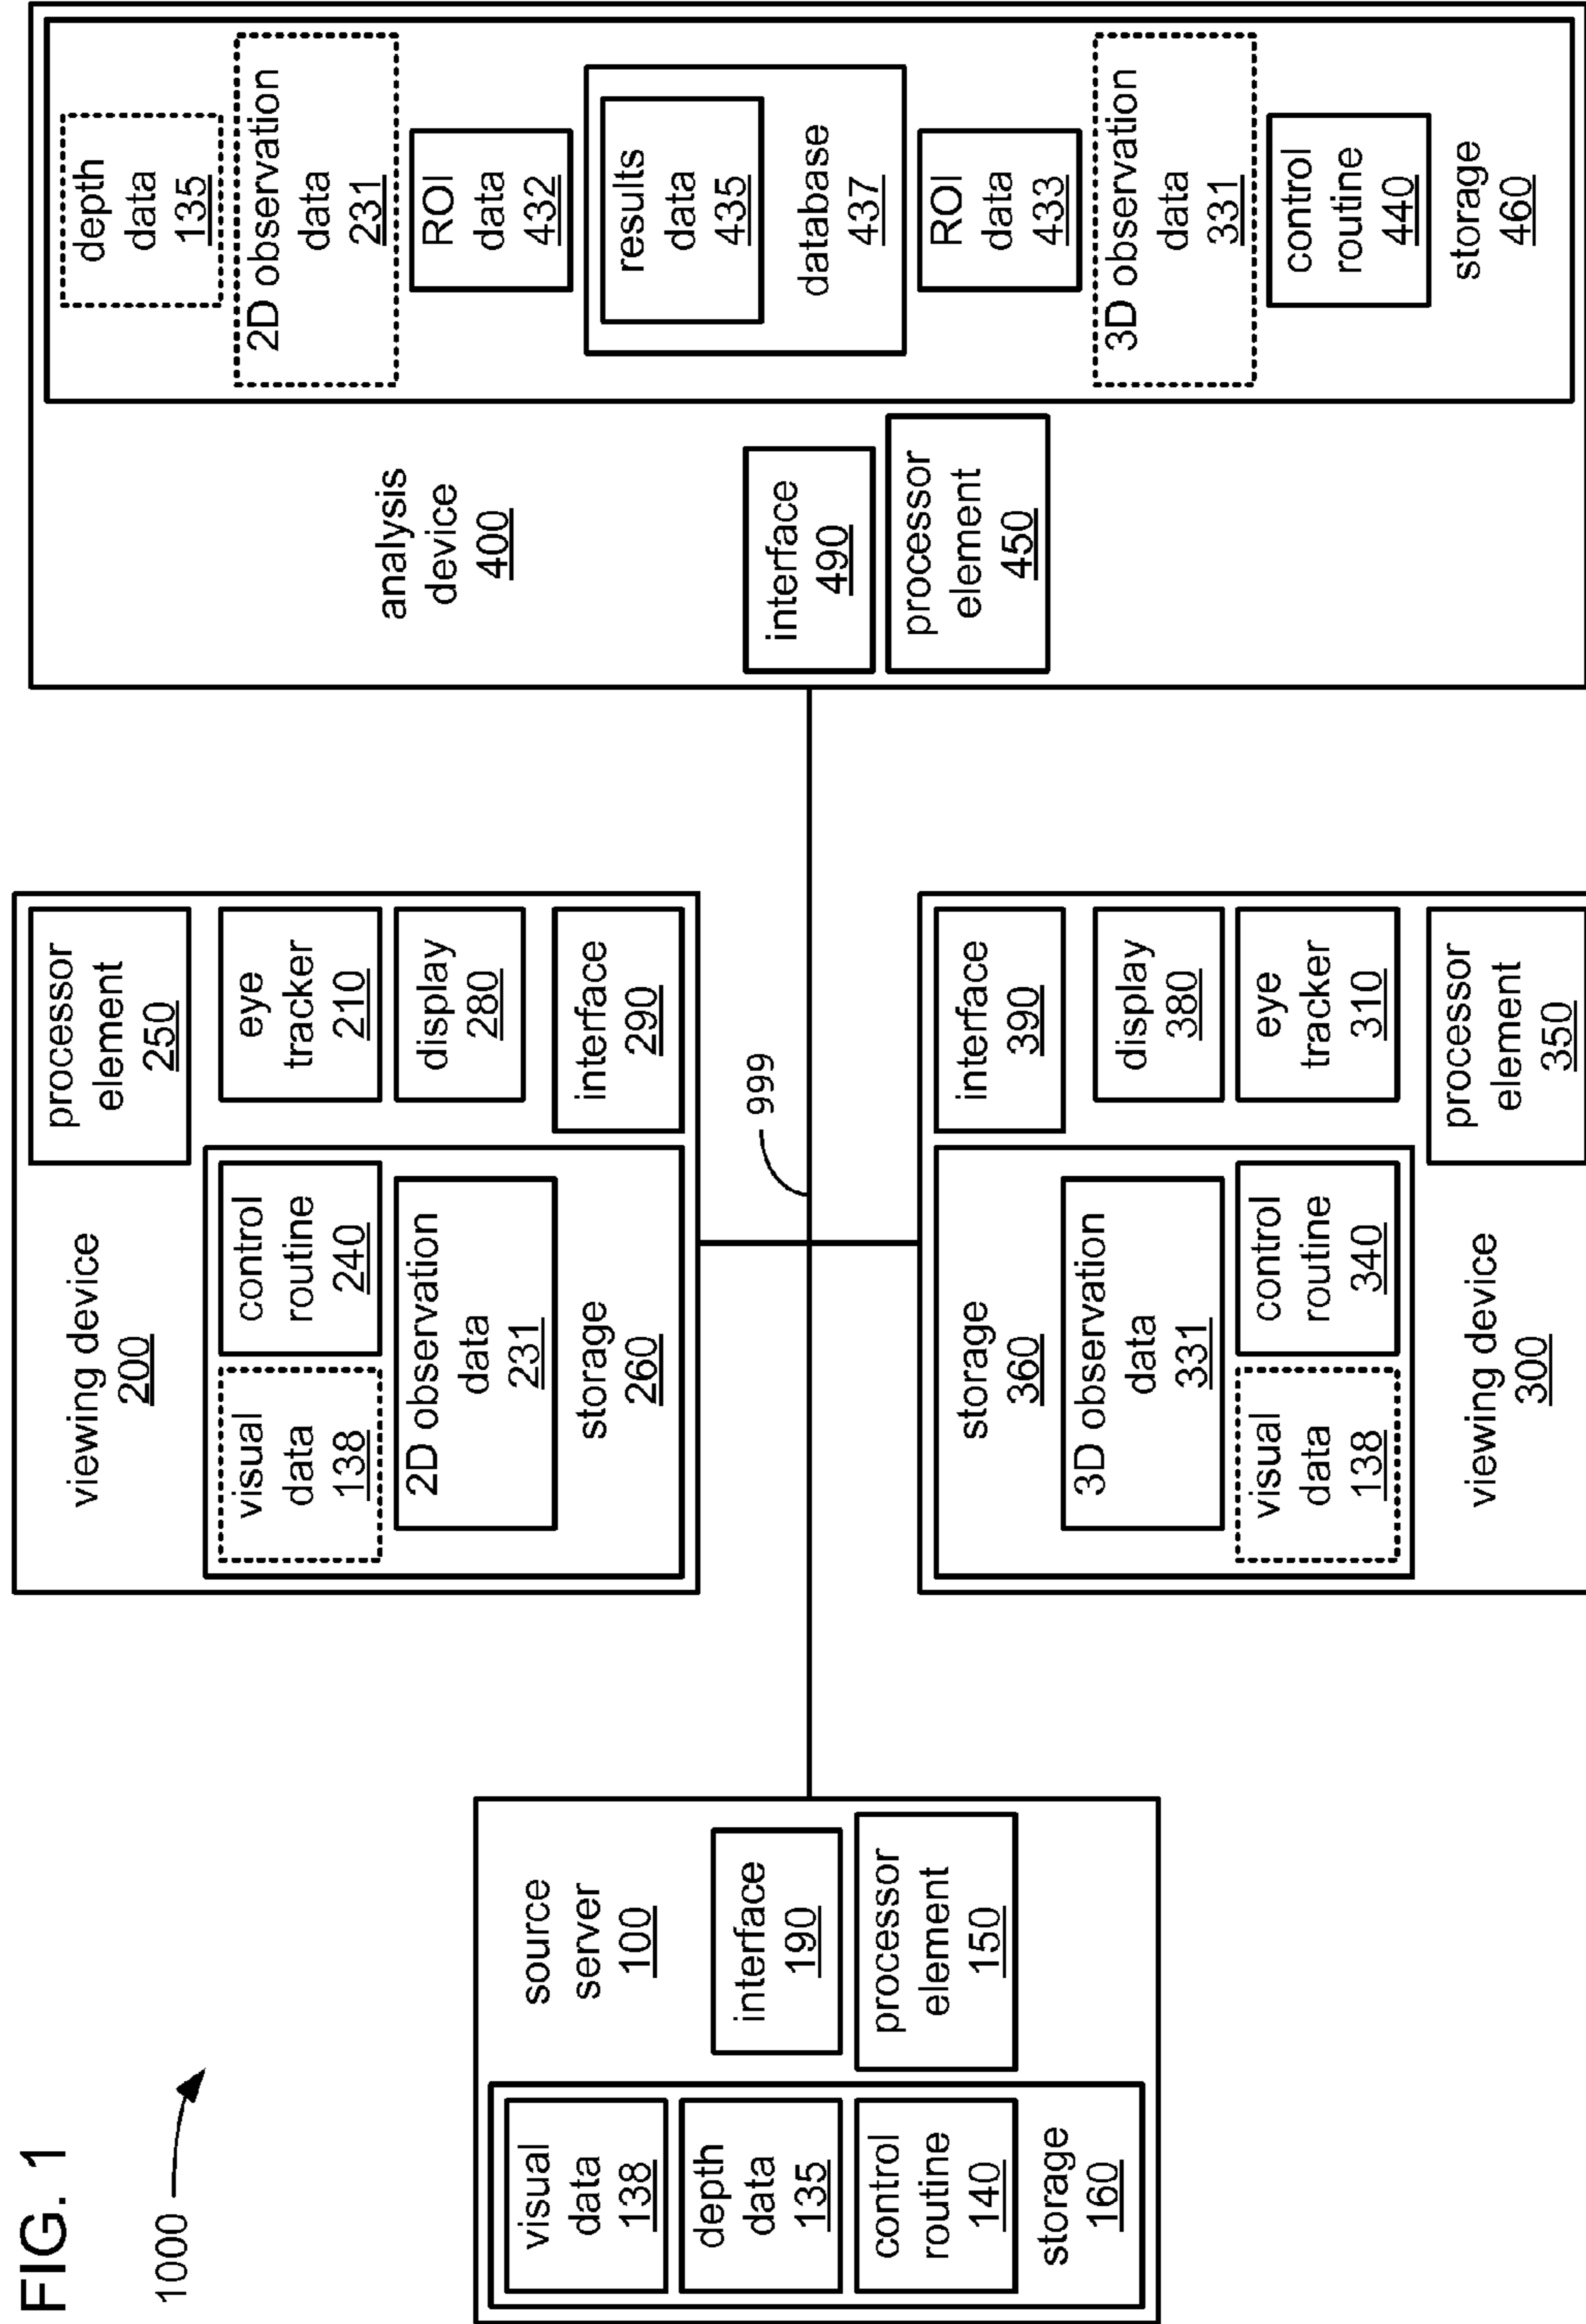 FIG. 1
1000
source
server
100
visual
data
138
depth
data
135
control
routine
140
storage
160
interface
190
processor
element
150
viewing device
200
processor
element
250
visual
data
138
control
routine
240
eye
tracker
210
2D observation
data
231
display
280
storage
260
interface
290
999
storage
360
interface
390
3D observation
data
331
display
380
visual
data
138
control
routine
340
eye
tracker
310
viewing device
300
processor
element
350
analysis
device
400
interface
490
processor
element
450
depth
data
135
2D observation
data
231
ROI
data
432
results
data
435
database
437
ROI
data
433
3D observation
data
331
control
routine
440
storage
460